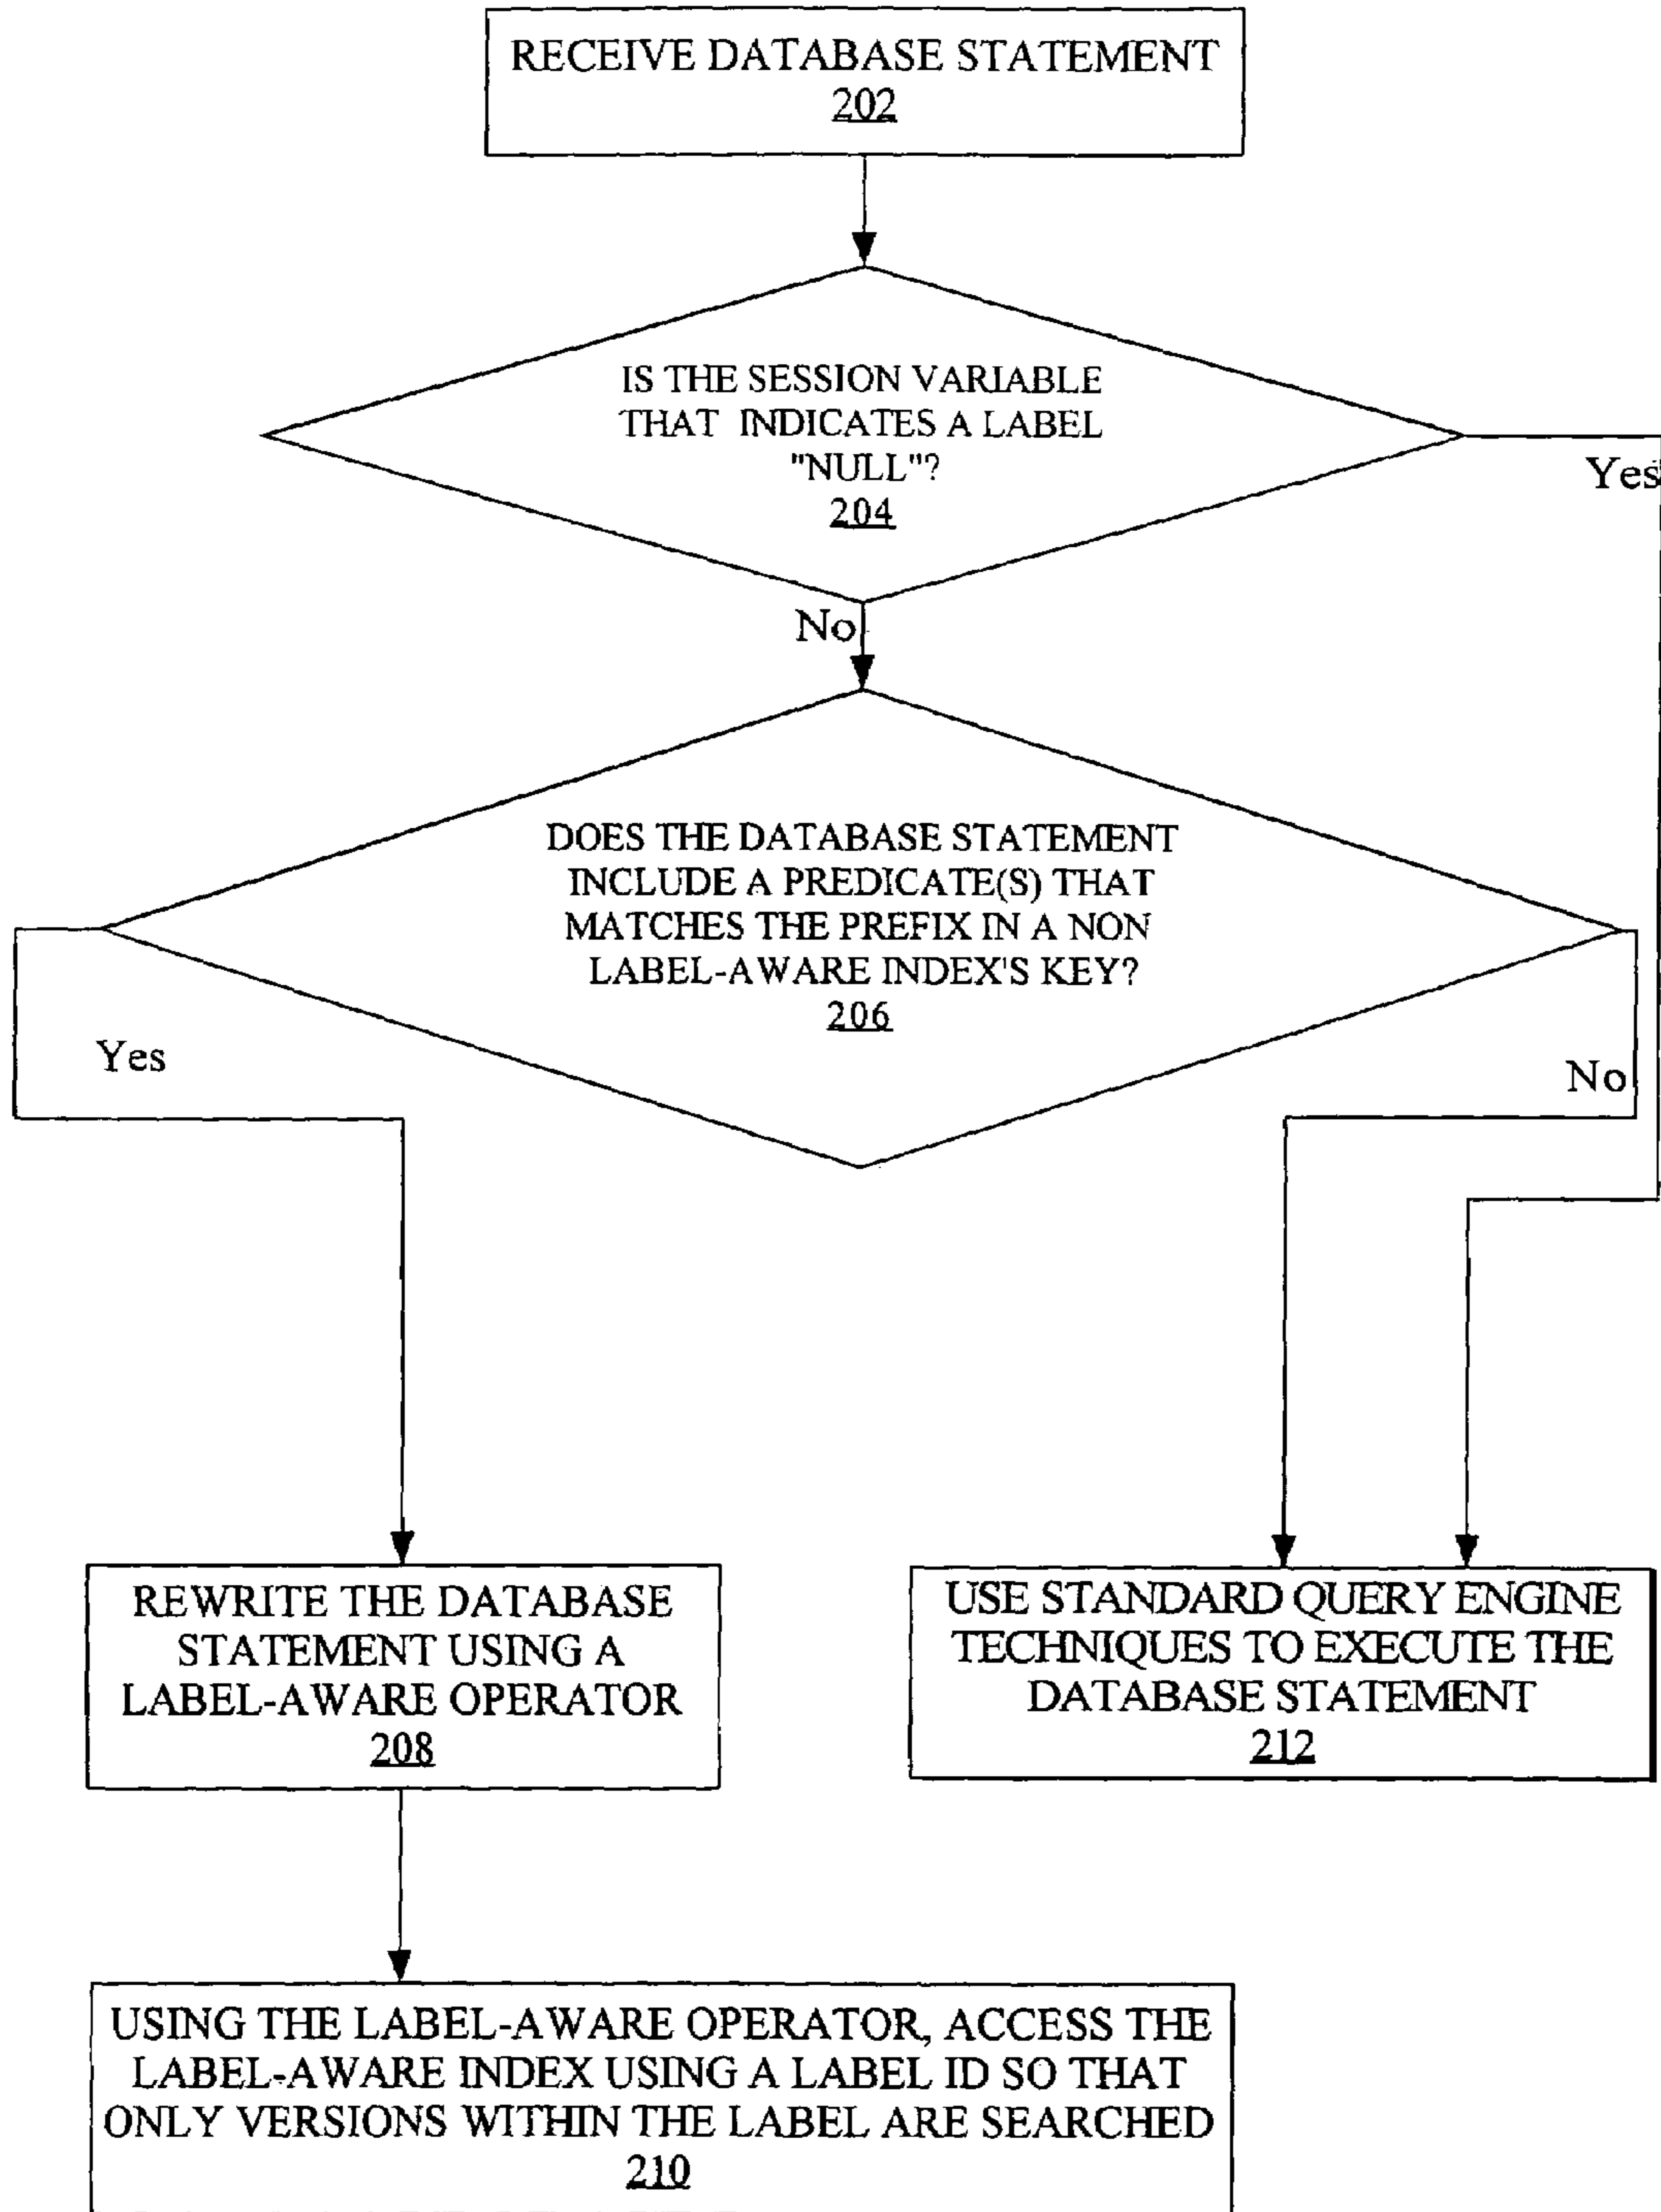 RECEIVE DATABASE STATEMENT
202
IS THE SESSION VARIABLE
THAT INDICATES A LABEL
"NULL"?
204
Yes
No
DOES THE DATABASE STATEMENT
INCLUDE A PREDICATE(S) THAT
MATCHES THE PREFIX IN A NON
LABEL-AWARE INDEX'S KEY?
206
Yes
No
REWRITE THE DATABASE
STATEMENT USING A
LABEL-AWARE OPERATOR
208
USE STANDARD QUERY ENGINE
TECHNIQUES TO EXECUTE THE
DATABASE STATEMENT
212
USING THE LABEL-AWARE OPERATOR, ACCESS THE
LABEL-AWARE INDEX USING A LABEL ID SO THAT
ONLY VERSIONS WITHIN THE LABEL ARE SEARCHED
210